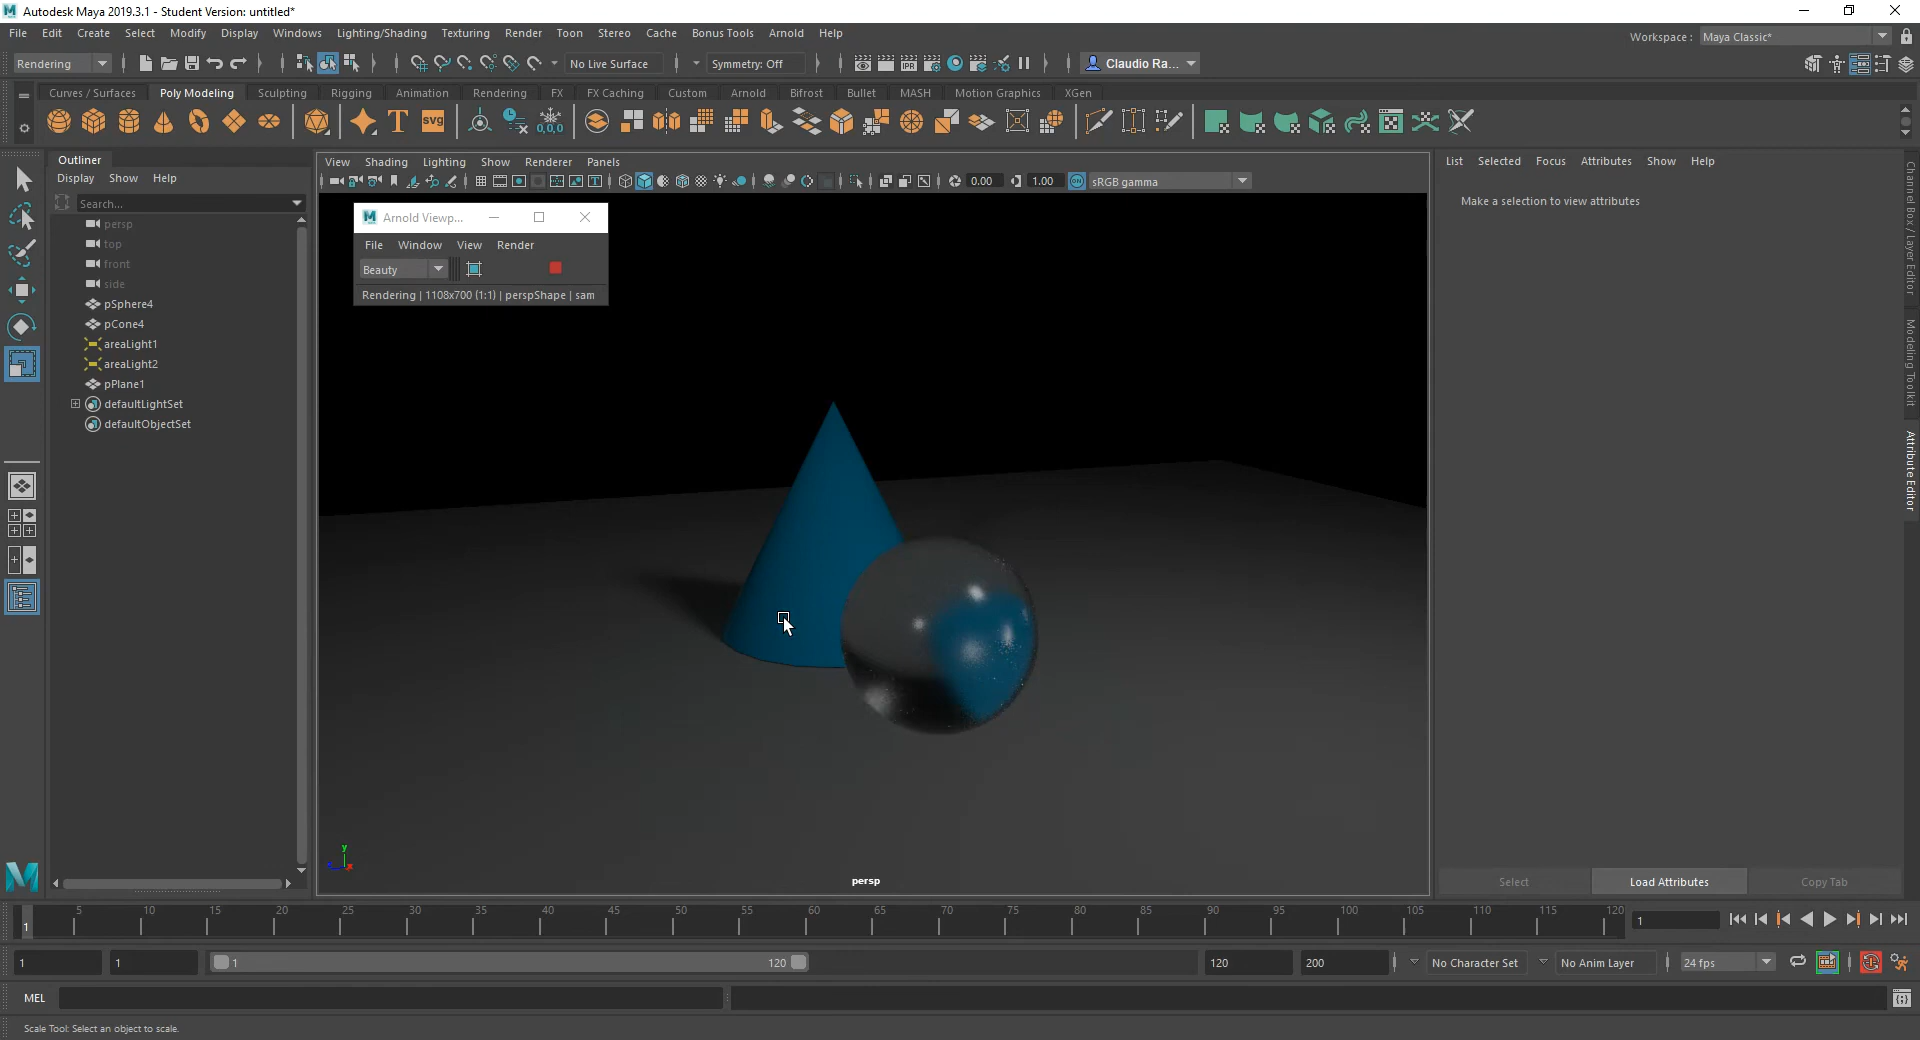 Autodesk Maya 2019.3.1 - Student Version: untitled*
File Edit Create Select Modify Display Windows Lighting/Shading Texturing Render Toon Stereo Cache Bonus Tools Arnold Help
Workspace : Maya Classic*
Rendering No Live Surface Symmetry: Off Claudio Ra...
Curves / Surfaces Poly Modeling Sculpting Rigging Animation Rendering FX FX Caching Custom Arnold Bifrost Bullet MASH Motion Graphics XGen
T SVG 0,0,0
Outliner
Display Show Help
Search...
persp
top
front
side
pSphere4
pCone4
areaLight1
areaLight2
pPlane1
defaultLightSet
defaultObjectSet
View Shading Lighting Show Renderer Panels
0.00 1.00 ON sRGB gamma
Arnold Viewp...
File Window View Render
Beauty
Rendering | 1108x700 (1:1) | perspShape | sam
y
z x
persp
List Selected Focus Attributes Show Help
Make a selection to view attributes
Select Load Attributes Copy Tab
Channel Box / Layer Editor
Modeling Toolkit
Attribute Editor
1 5 10 15 20 25 30 35 40 45 50 55 60 65 70 75 80 85 90 95 100 105 110 115 120 1
1 1 1 120 120 200 No Character Set No Anim Layer 24 fps
MEL
Scale Tool: Select an object to scale.